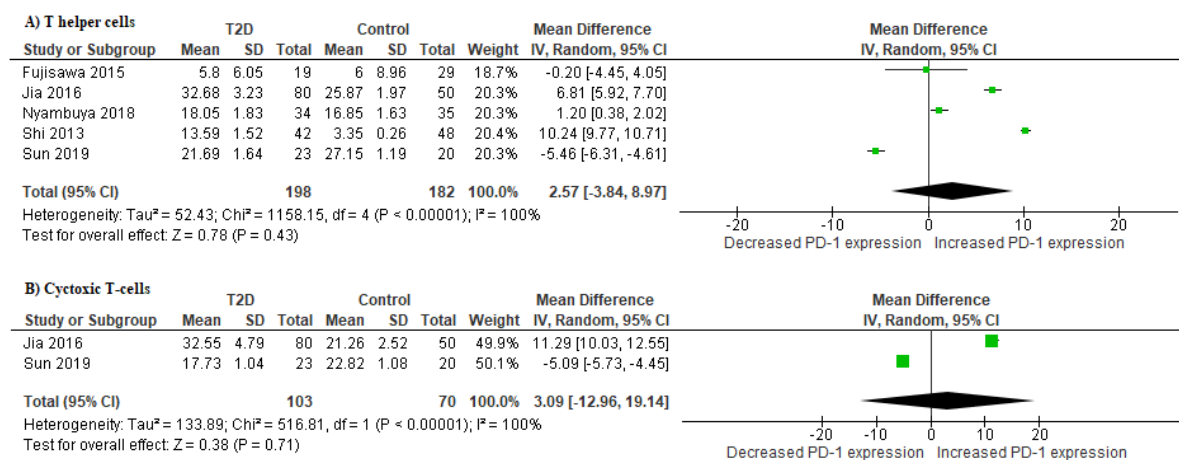 A) T helper cells
T2D Control Mean Difference Mean Difference
Study or Subgroup Mean SD Total Mean SD Total Weight IV, Random, 95% CI IV, Random, 95% CI
Fujisawa 2015 5.8 6.05 19 6 8.96 29 18.7% -0.20 [-4.45, 4.05]
Jia 2016 32.68 3.23 80 25.87 1.97 50 20.3% 6.81 [5.92, 7.70]
Nyambuya 2018 18.05 1.83 34 16.85 1.63 35 20.3% 1.20 [0.38, 2.02]
Shi 2013 13.59 1.52 42 3.35 0.26 48 20.4% 10.24 [9.77, 10.71]
Sun 2019 21.69 1.64 23 27.15 1.19 20 20.3% -5.46 [-6.31, -4.61]
Total (95% CI) 198 182 100.0% 2.57 [-3.84, 8.97]
Heterogeneity: Tau² = 52.43; Chi² = 1158.15, df = 4 (P < 0.00001); I² = 100%
Test for overall effect: Z = 0.78 (P = 0.43)
-20 -10 0 10 20
Decreased PD-1 expression Increased PD-1 expression
B) Cyctoxic T-cells
T2D Control Mean Difference Mean Difference
Study or Subgroup Mean SD Total Mean SD Total Weight IV, Random, 95% CI IV, Random, 95% CI
Jia 2016 32.55 4.79 80 21.26 2.52 50 49.9% 11.29 [10.03, 12.55]
Sun 2019 17.73 1.04 23 22.82 1.08 20 50.1% -5.09 [-5.73, -4.45]
Total (95% CI) 103 70 100.0% 3.09 [-12.96, 19.14]
Heterogeneity: Tau² = 133.89; Chi² = 516.81, df = 1 (P < 0.00001); I² = 100%
Test for overall effect: Z = 0.38 (P = 0.71)
-20 -10 0 10 20
Decreased PD-1 expression Increased PD-1 expression